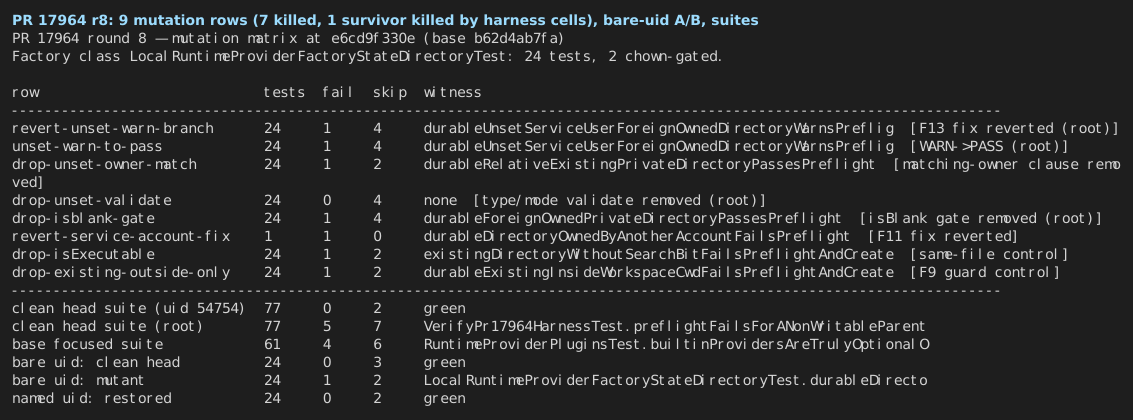 PR 17964 r8: 9 mutation rows (7 killed, 1 survivor killed by harness cells), bare-uid A/B, suites
PR 17964 round 8 — mutation matrix at e6cd9f330e (base b62d4ab7fa)
Factory class LocalRuntimeProviderFactoryStateDirectoryTest: 24 tests, 2 chown-gated.
row tests fail skip witness
------------------------------------------------------------------------------------------------------------------------
revert-unset-warn-branch 24 1 4 durableUnsetServiceUserForeignOwnedDirectoryWarnsPreflig [F13 fix reverted (root)]
unset-warn-to-pass 24 1 4 durableUnsetServiceUserForeignOwnedDirectoryWarnsPreflig [WARN->PASS (root)]
drop-unset-owner-match 24 1 2 durableRelativeExistingPrivateDirectoryPassesPreflight [matching-owner clause remo
ved]
drop-unset-validate 24 0 4 none [type/mode validate removed (root)]
drop-isblank-gate 24 1 4 durableForeignOwnedPrivateDirectoryPassesPreflight [isBlank gate removed (root)]
revert-service-account-fix 1 1 0 durableDirectoryOwnedByAnotherAccountFailsPreflight [F11 fix reverted]
drop-isExecutable 24 1 2 existingDirectoryWithoutSearchBitFailsPreflightAndCreate [same-file control]
drop-existing-outside-only 24 1 2 durableExistingInsideWorkspaceCwdFailsPreflightAndCreate [F9 guard control]
------------------------------------------------------------------------------------------------------------------------
clean head suite (uid 54754) 77 0 2 green
clean head suite (root) 77 5 7 VerifyPr17964HarnessTest.preflightFailsForANonWritableParent
base focused suite 61 4 6 RuntimeProviderPluginsTest.builtinProvidersAreTrulyOptionalO
bare uid: clean head 24 0 3 green
bare uid: mutant 24 1 2 LocalRuntimeProviderFactoryStateDirectoryTest.durableDirecto
named uid: restored 24 0 2 green